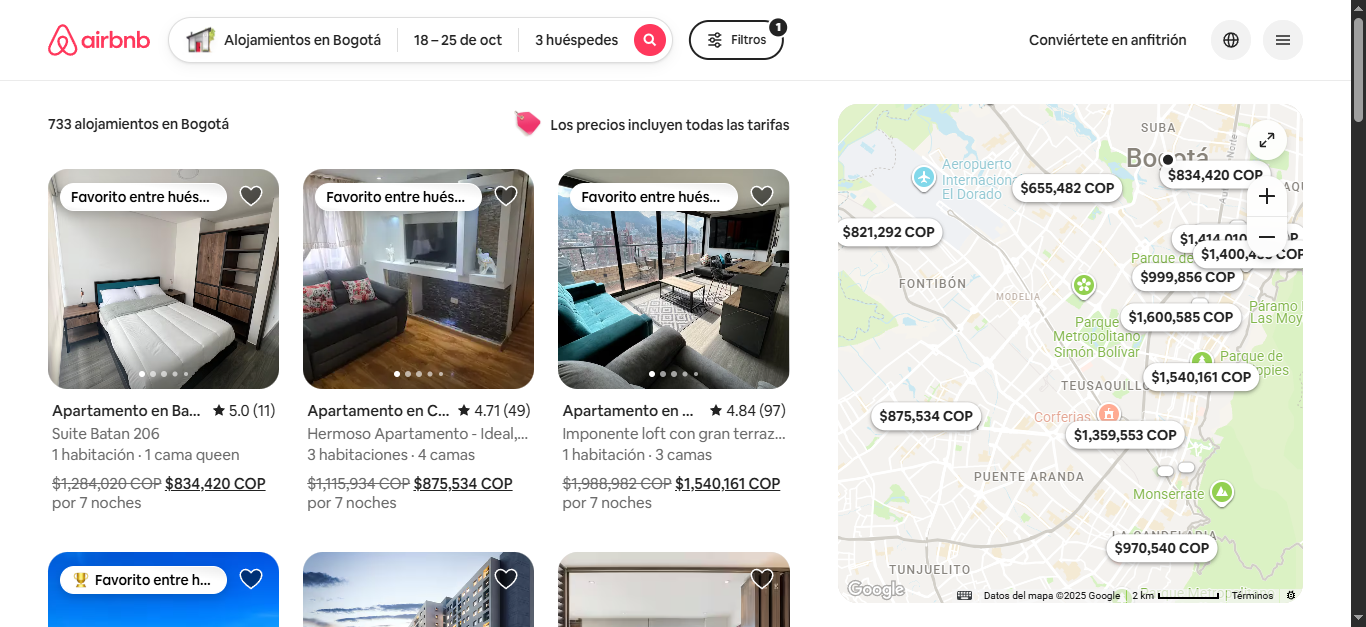 airbnb
Alojamientos en Bogotá
18 – 25 de oct
3 huéspedes
Filtros
1
Conviértete en anfitrión
733 alojamientos en Bogotá
Los precios incluyen todas las tarifas
Favorito entre hués...
Apartamento en Ba...
5.0 (11)
Suite Batan 206
1 habitación · 1 cama queen
$1,284,020 COP $834,420 COP
por 7 noches
Favorito entre hués...
Apartamento en C...
4.71 (49)
Hermoso Apartamento - Ideal,...
3 habitaciones · 4 camas
$1,115,934 COP $875,534 COP
por 7 noches
Favorito entre hués...
Apartamento en ...
4.84 (97)
Imponente loft con gran terraz...
1 habitación · 3 camas
$1,988,982 COP $1,540,161 COP
por 7 noches
Favorito entre h...
SUBA
Bogotá
Aeropuerto
Internaciona
El Dorado
$655,482 COP
$834,420 COP
$821,292 COP
$1,414,010
Parque de
$1,400,4
COP
$999,856 COP
FONTIBÓN
MODELIA
$1,600,585 COP
Páramo
Las Moy
Parque
Metropolitano
Simón Bolívar
Parque de
opies
TEUSAQUILLO
$1,540,161 COP
$875,534 COP
Corferias
$1,359,553 COP
PUENTE ARANDA
Monserrate
LA CANDELARIA
$970,540 COP
TUNJUELITO
Google
Datos del mapa ©2025 Google
2 km
Términos